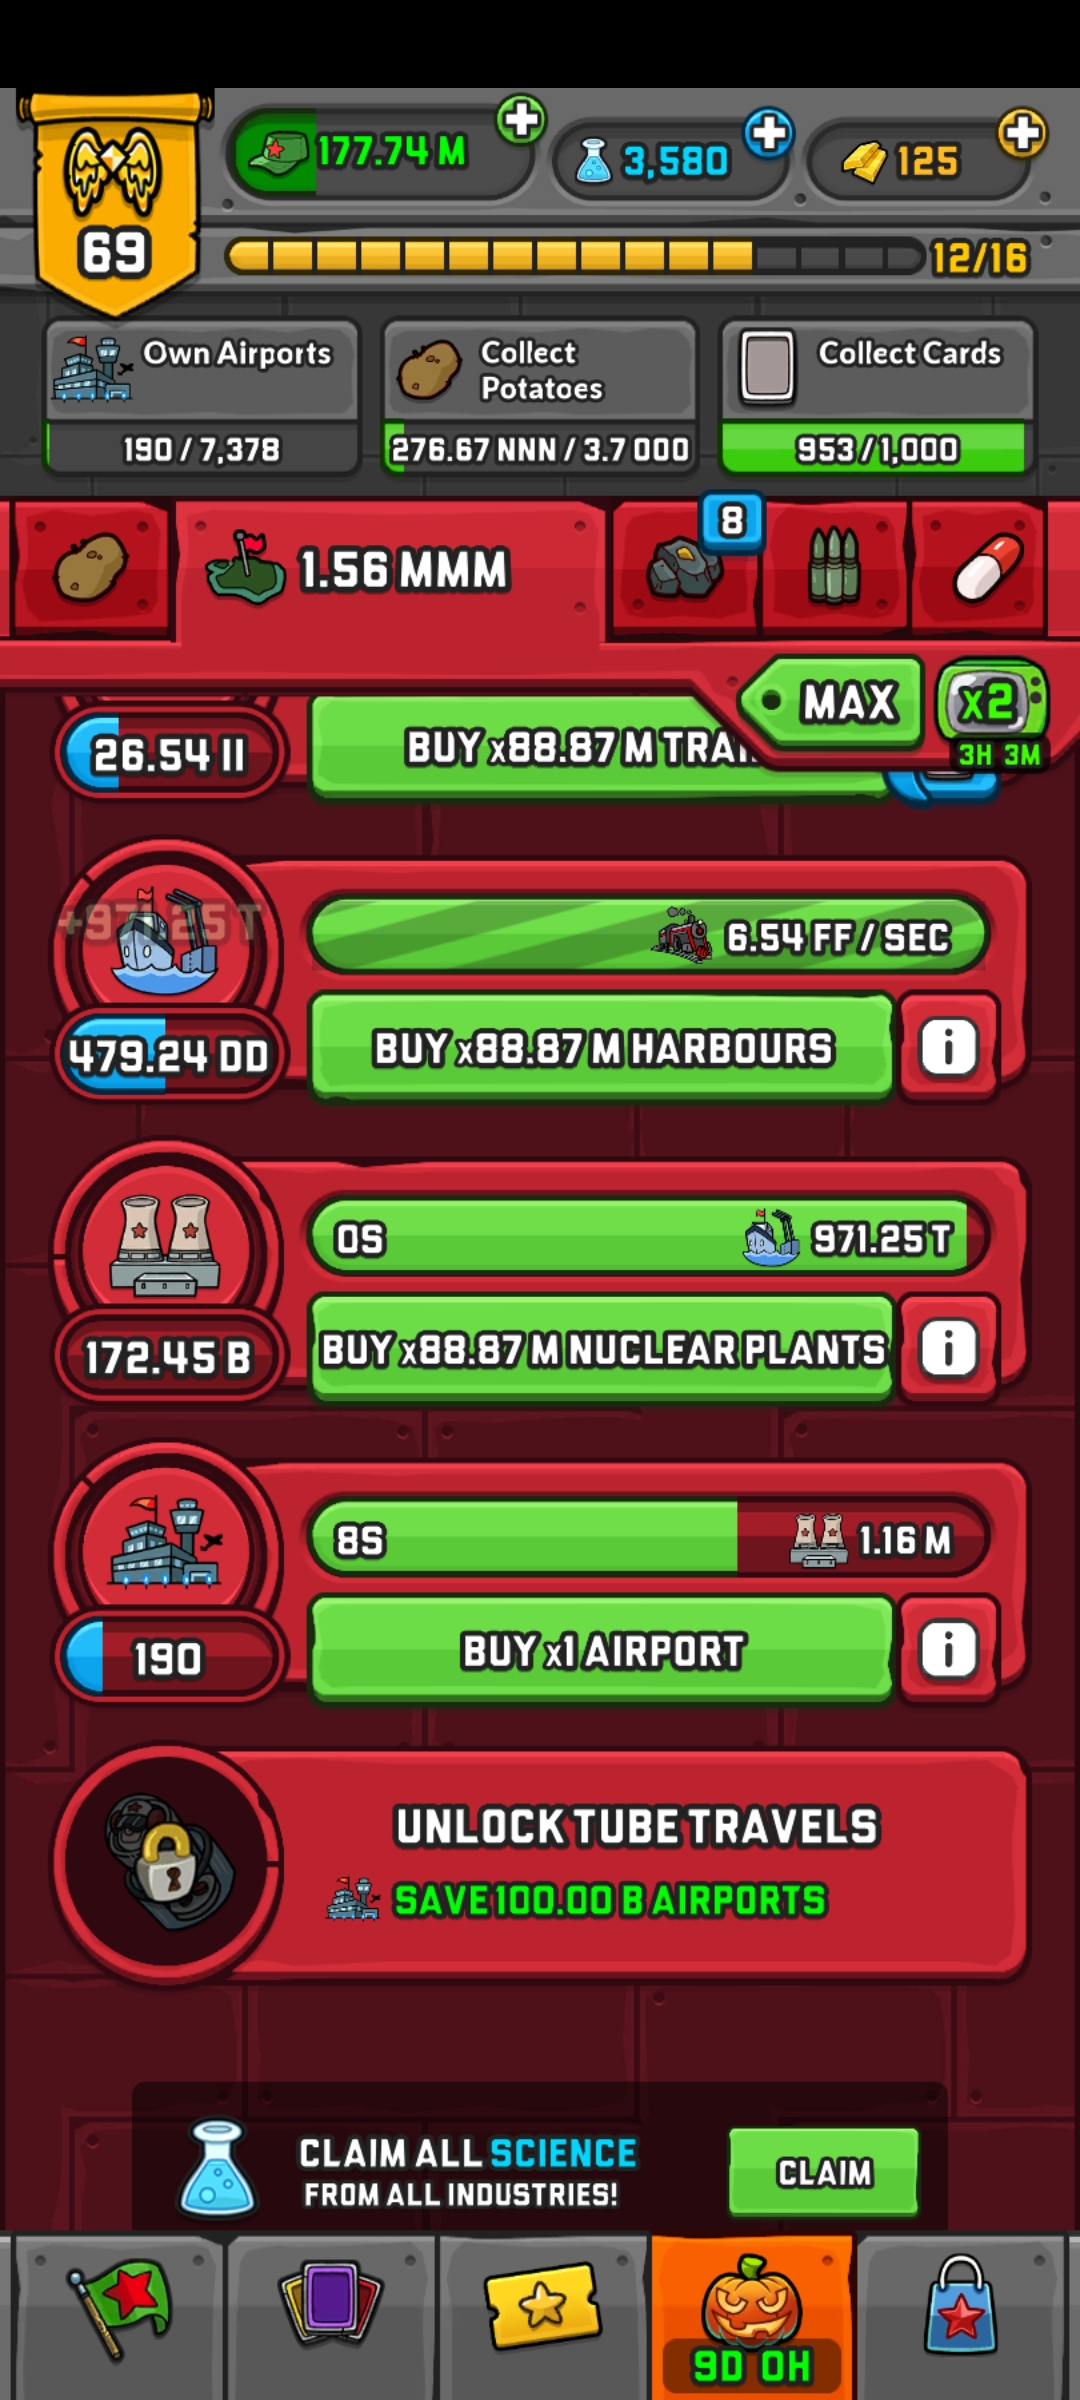 69
177.74 M
3,580
125
12/16
Own Airports
190 / 7,378
Collect
Potatoes
276.67 NNN / 3.7 OOO
Collect Cards
953 / 1,000
1.56 MMM
8
MAX
x2
3H 3M
26.54 II
BUY x88.87 M TRAI
+971.25 T
6.54 FF / SEC
479.24 DD
BUY x88.87 M HARBOURS
i
0S
971.25 T
172.45 B
BUY x88.87 M NUCLEAR PLANTS
i
8S
1.16 M
190
BUY x1 AIRPORT
i
UNLOCK TUBE TRAVELS
SAVE 100.00 B AIRPORTS
CLAIM ALL SCIENCE
FROM ALL INDUSTRIES!
CLAIM
9D 0H